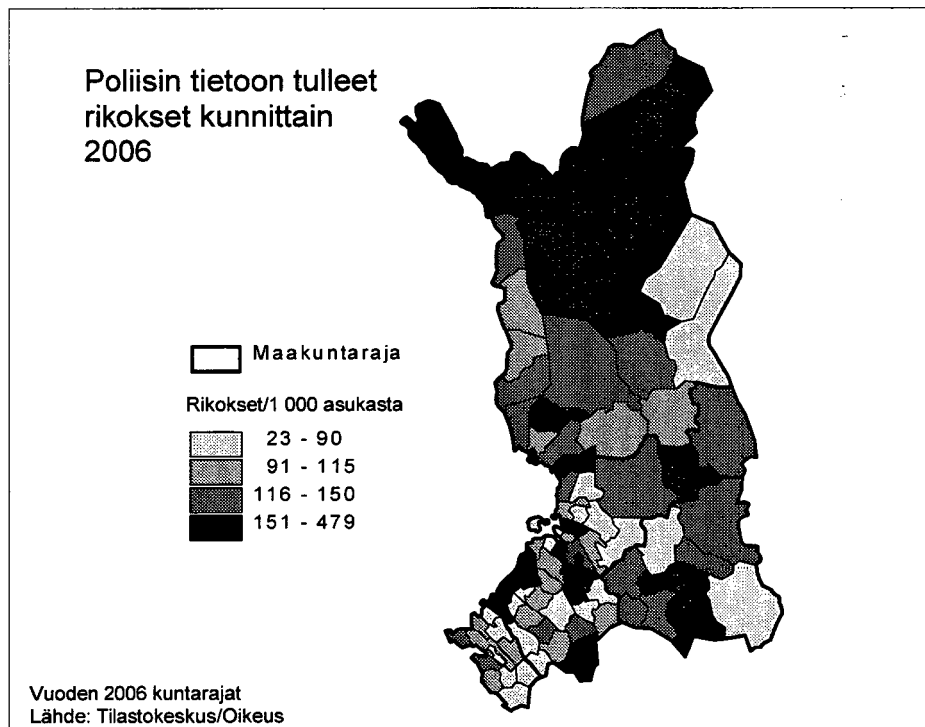 Poliisin tietoon tulleet
rikokset kunnittain
2006
Maakuntaraja
Rikokset/1 000 asukasta
23 - 90
91 - 115
116 - 150
151 - 479
Vuoden 2006 kuntarajat
Lähde: Tilastokeskus/Oikeus